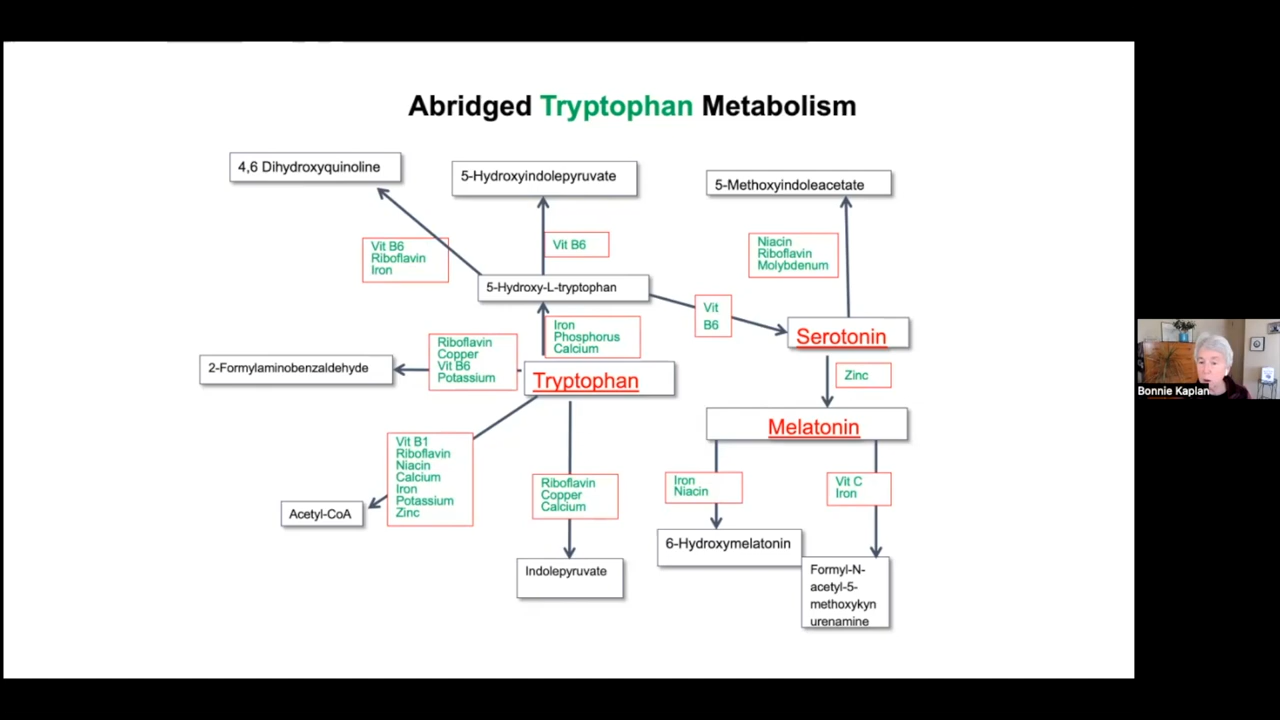 Abridged Tryptophan Metabolism
4,6 Dihydroxyquinoline
5-Hydroxyindolepyruvate
5-Methoxyindoleacetate
Vit B6
Riboflavin
Iron
Vit B6
Niacin
Riboflavin
Molybdenum
5-Hydroxy-L-tryptophan
Vit
B6
Serotonin
Iron
Phosphorus
Calcium
Riboflavin
Copper
Vit B6
Potassium
2-Formylaminobenzaldehyde
Tryptophan
Zinc
Melatonin
Vit B1
Riboflavin
Niacin
Calcium
Iron
Potassium
Zinc
Acetyl-CoA
Riboflavin
Copper
Calcium
Indolepyruvate
Iron
Niacin
Vit C
Iron
6-Hydroxymelatonin
Formyl-N-
acetyl-5-
methoxykyn
urenamine
Bonnie Kaplan